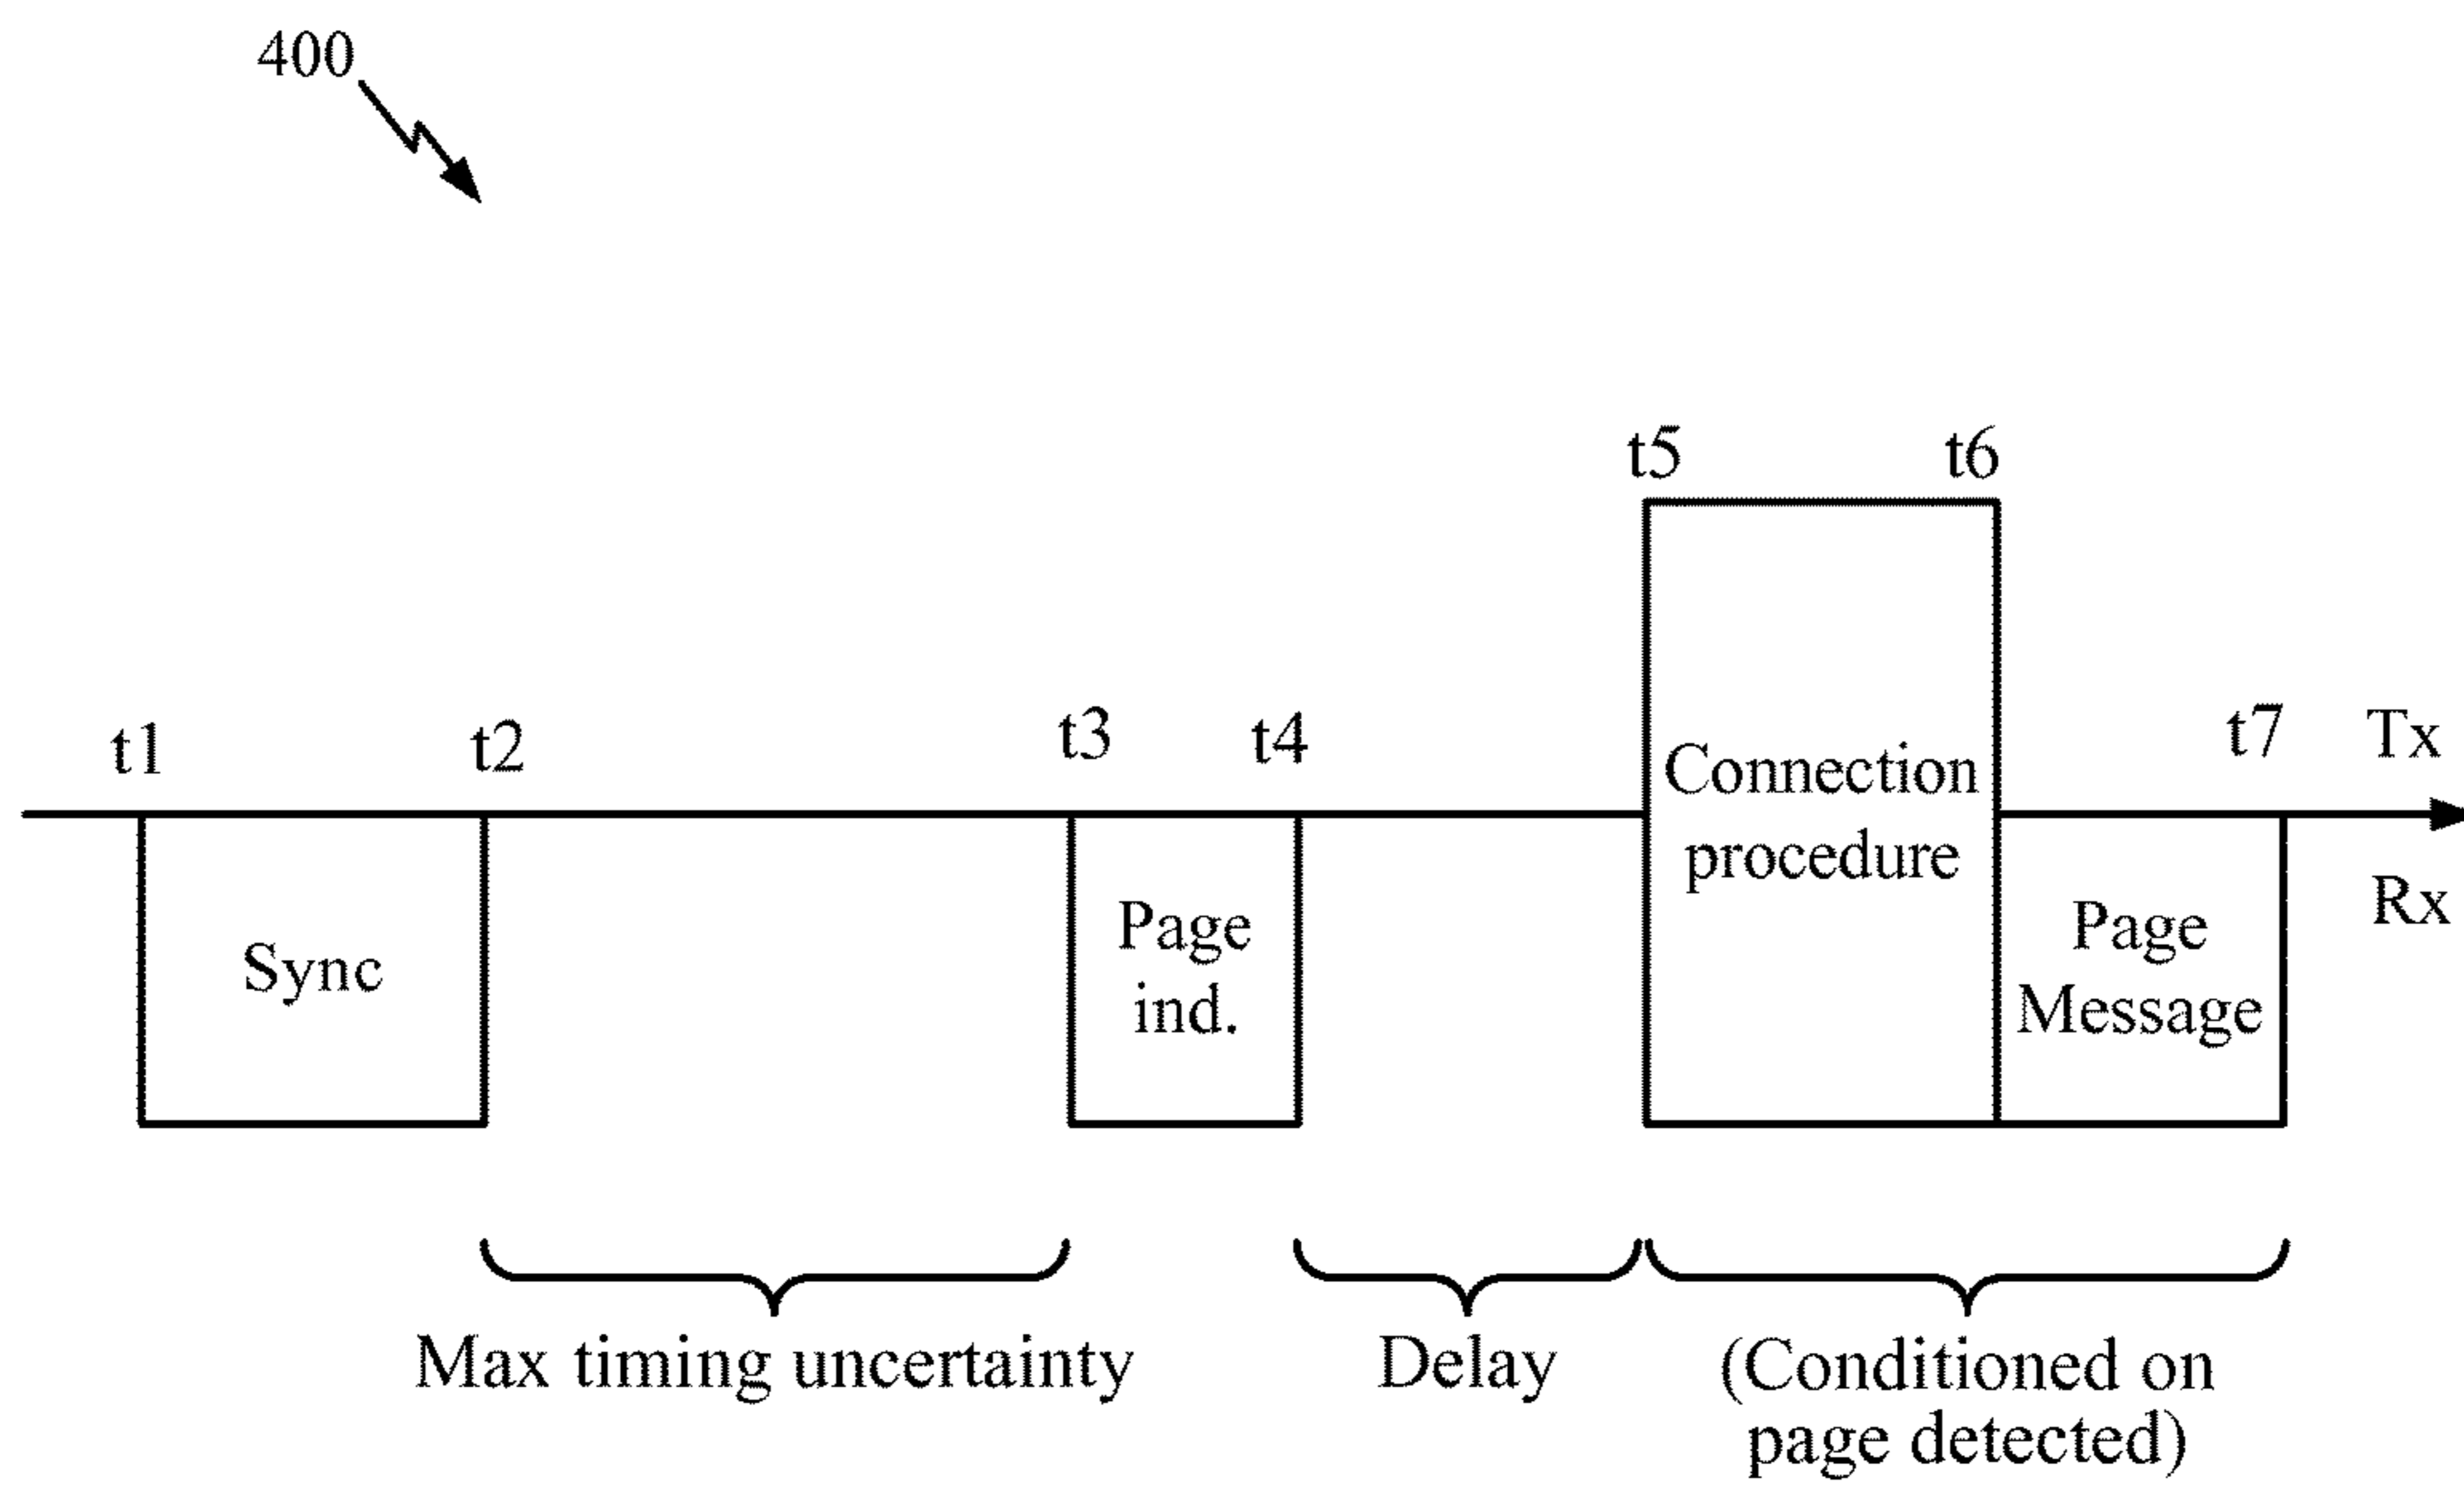 400
t5
t6
t1
t2
t3
t4
t7
Tx
Connection
procedure
Rx
Sync
Page
ind.
Page
Message
Max timing uncertainty
Delay
(Conditioned on
page detected)